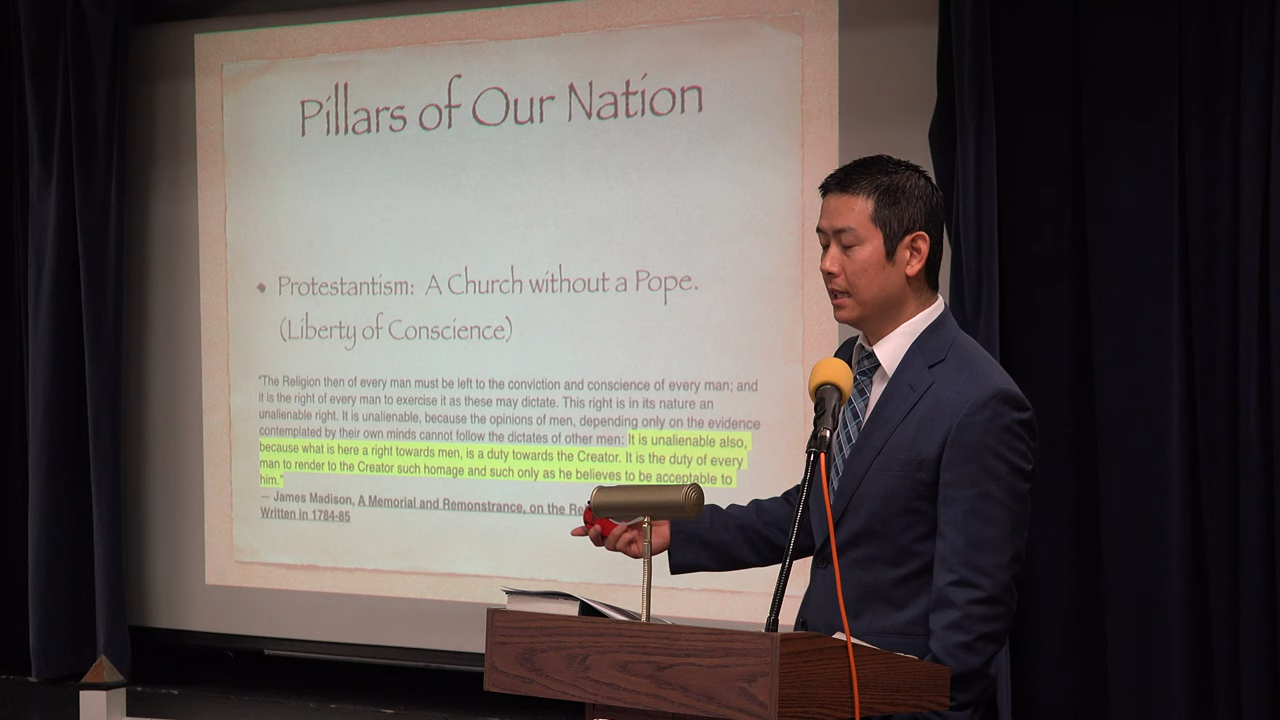 Pillars of Our Nation
Protestantism: A Church without a Pope.
(Liberty of Conscience)
"The Religion then of every man must be left to the conviction and conscience of every man; and
it is the right of every man to exercise it as these may dictate. This right is in its nature an
unalienable right. It is unalienable, because the opinions of men, depending only on the evidence
contemplated by their own minds cannot follow the dictates of other men: It is unalienable also,
because what is here a right towards men, is a duty towards the Creator. It is the duty of every
man to render to the Creator such homage and such only as he believes to be acceptable to
him."
— James Madison, A Memorial and Remonstrance, on the
Written in 1784-85